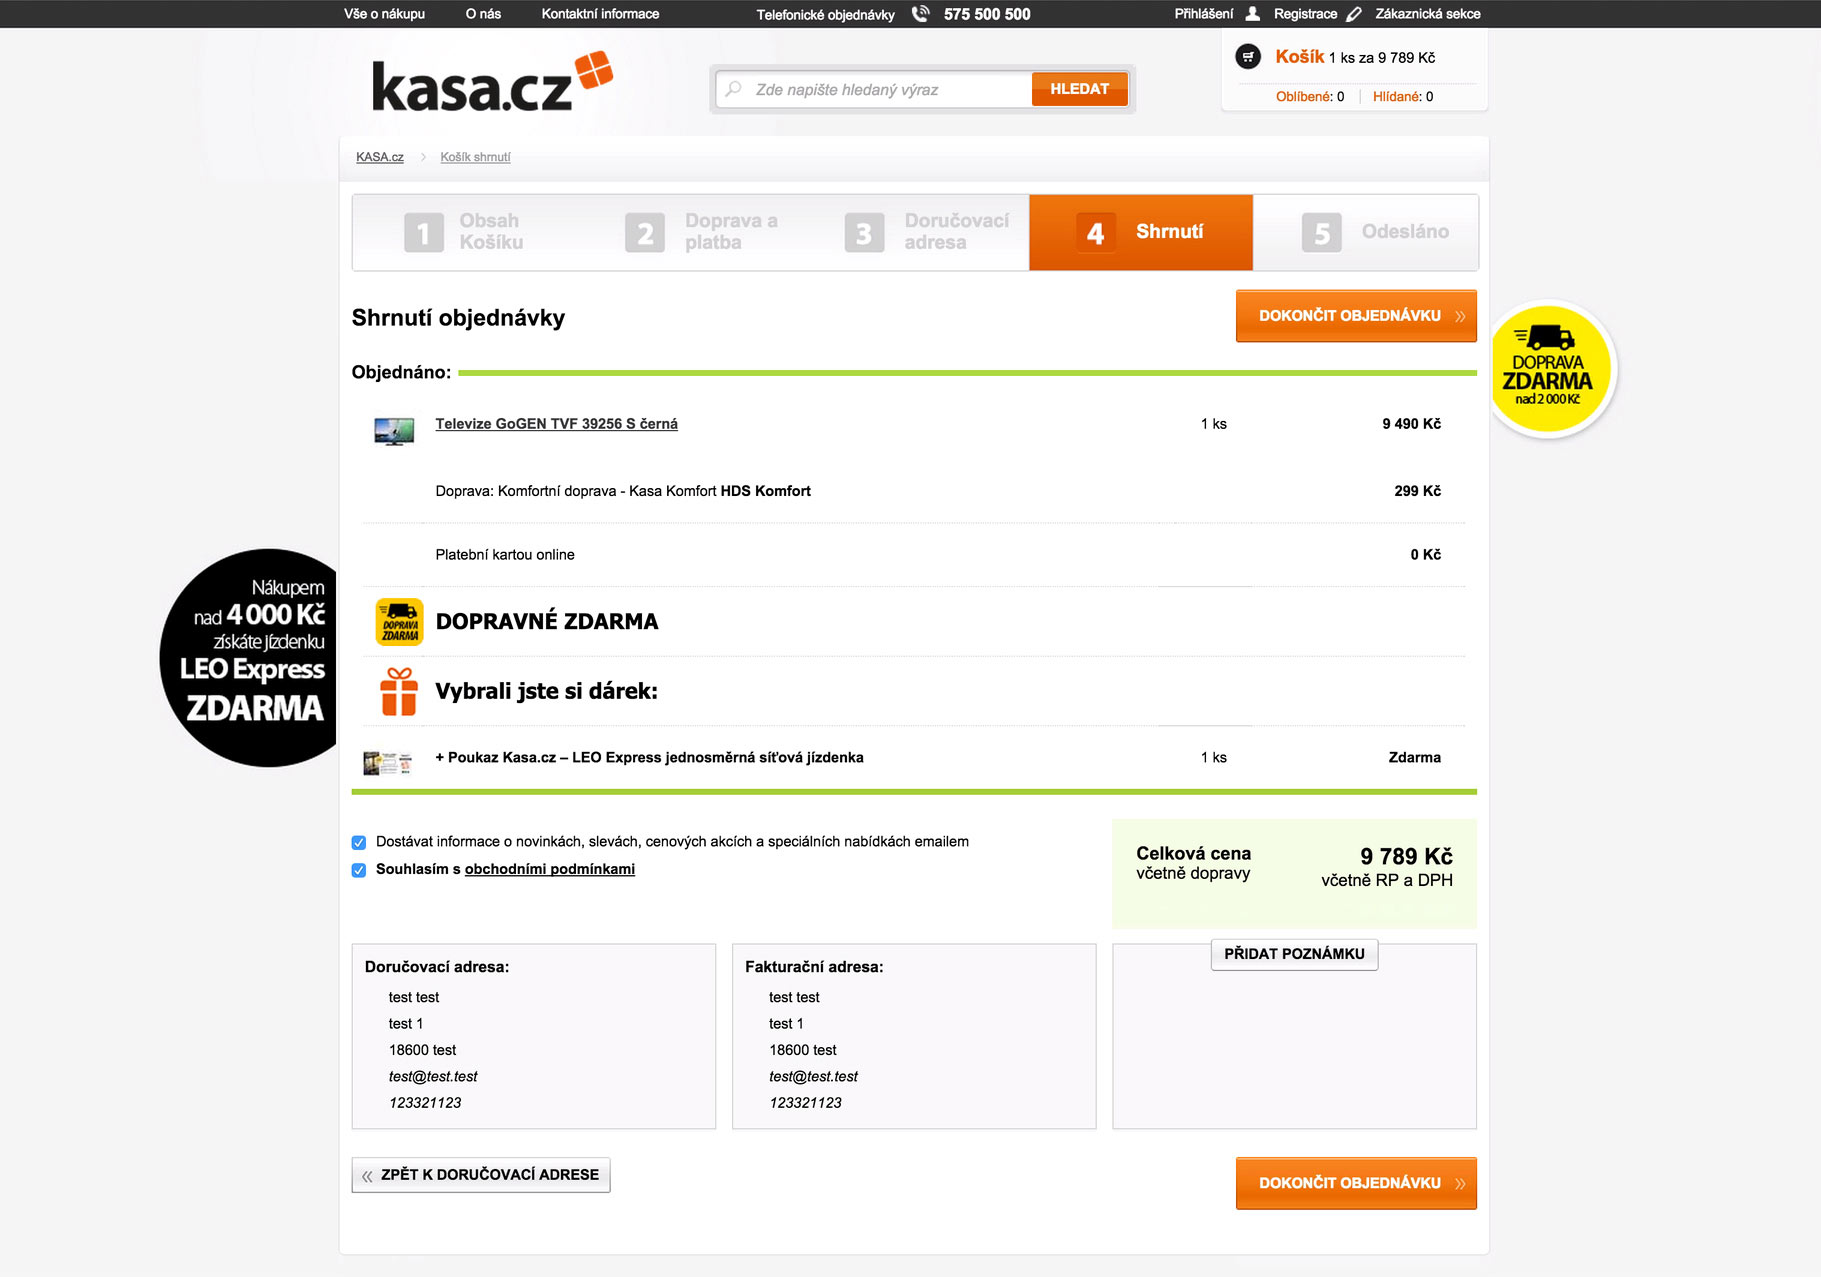 Vše o nákupu O nás Kontaktní informace Telefonické objednávky 575 500 500 Přihlášení Registrace Zákaznická sekce
kasa.cz
Zde napište hledaný výraz HLEDAT
Košík 1 ks za 9 789 Kč
Oblíbené: 0 Hlídané: 0
KASA.cz Košík shrnutí
1 Obsah Košíku
2 Doprava a platba
3 Doručovací adresa
4 Shrnutí
5 Odesláno
Shrnutí objednávky
DOKONČIT OBJEDNÁVKU »
DOPRAVA
ZDARMA
nad 2 000 Kč
Objednáno:
Televize GoGEN TVF 39256 S černá 1 ks 9 490 Kč
Doprava: Komfortní doprava - Kasa Komfort HDS Komfort 299 Kč
Platební kartou online 0 Kč
Nákupem
nad 4 000 Kč
získáte jízdenku
LEO Express
ZDARMA
DOPRAVA
ZDARMA
DOPRAVNÉ ZDARMA
Vybrali jste si dárek:
+ Poukaz Kasa.cz – LEO Express jednosměrná síťová jízdenka 1 ks Zdarma
Dostávat informace o novinkách, slevách, cenových akcích a speciálních nabídkách emailem
Souhlasím s obchodními podmínkami
Celková cena 9 789 Kč
včetně dopravy včetně RP a DPH
Doručovací adresa:
test test
test 1
18600 test
test@test.test
123321123
Fakturační adresa:
test test
test 1
18600 test
test@test.test
123321123
PŘIDAT POZNÁMKU
« ZPĚT K DORUČOVACÍ ADRESE
DOKONČIT OBJEDNÁVKU »